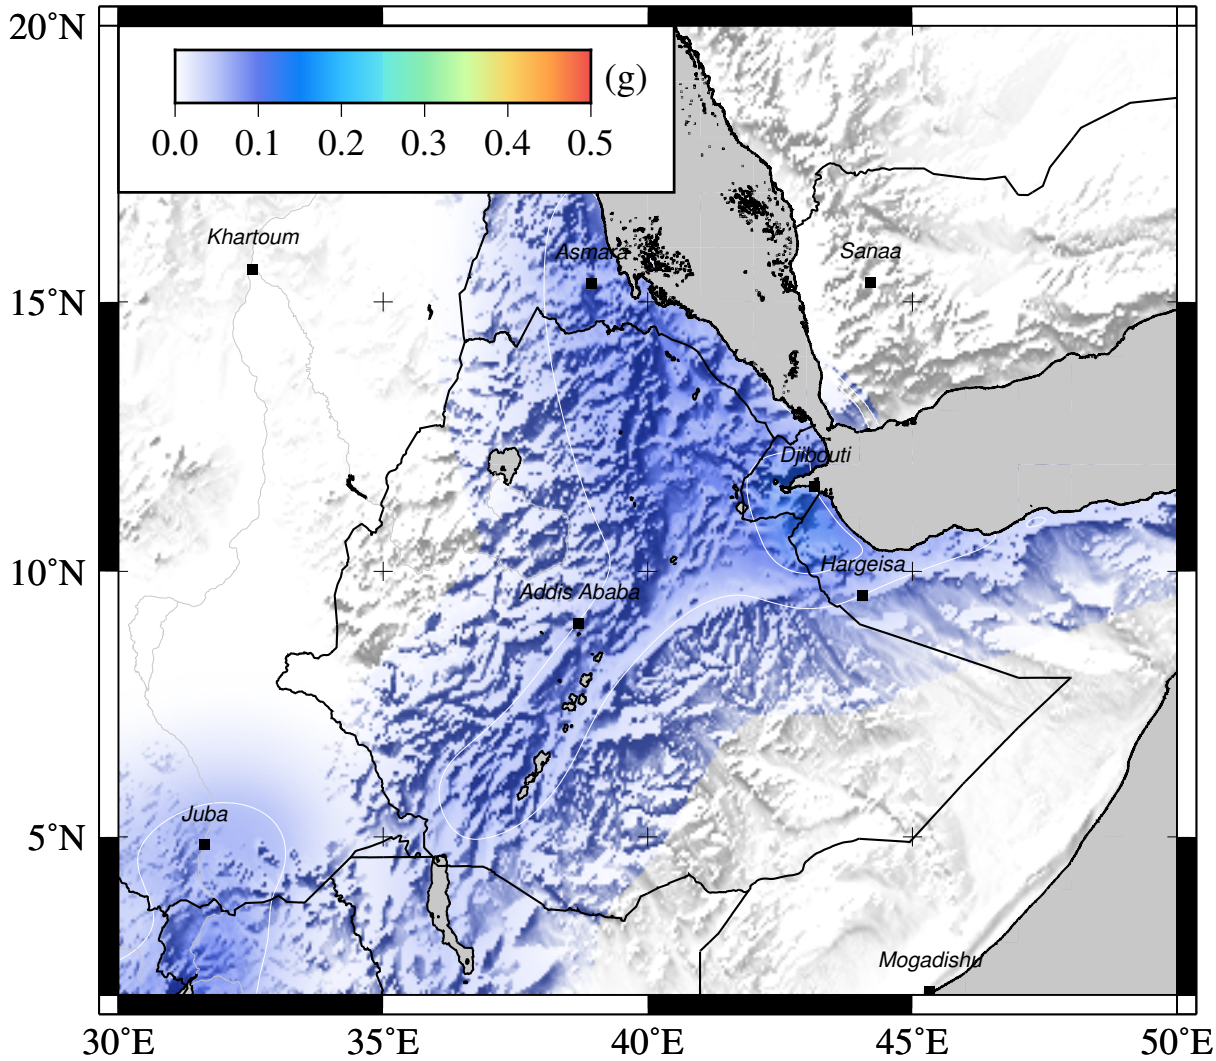 20°N
(g)
0.0 0.1 0.2 0.3 0.4 0.5
Khartoum
Asmara
Sanaa
15°N
Djibouti
10°N
Hargeisa
Addis Ababa
Juba
5°N
Mogadishu
30°E 35°E 40°E 45°E 50°E